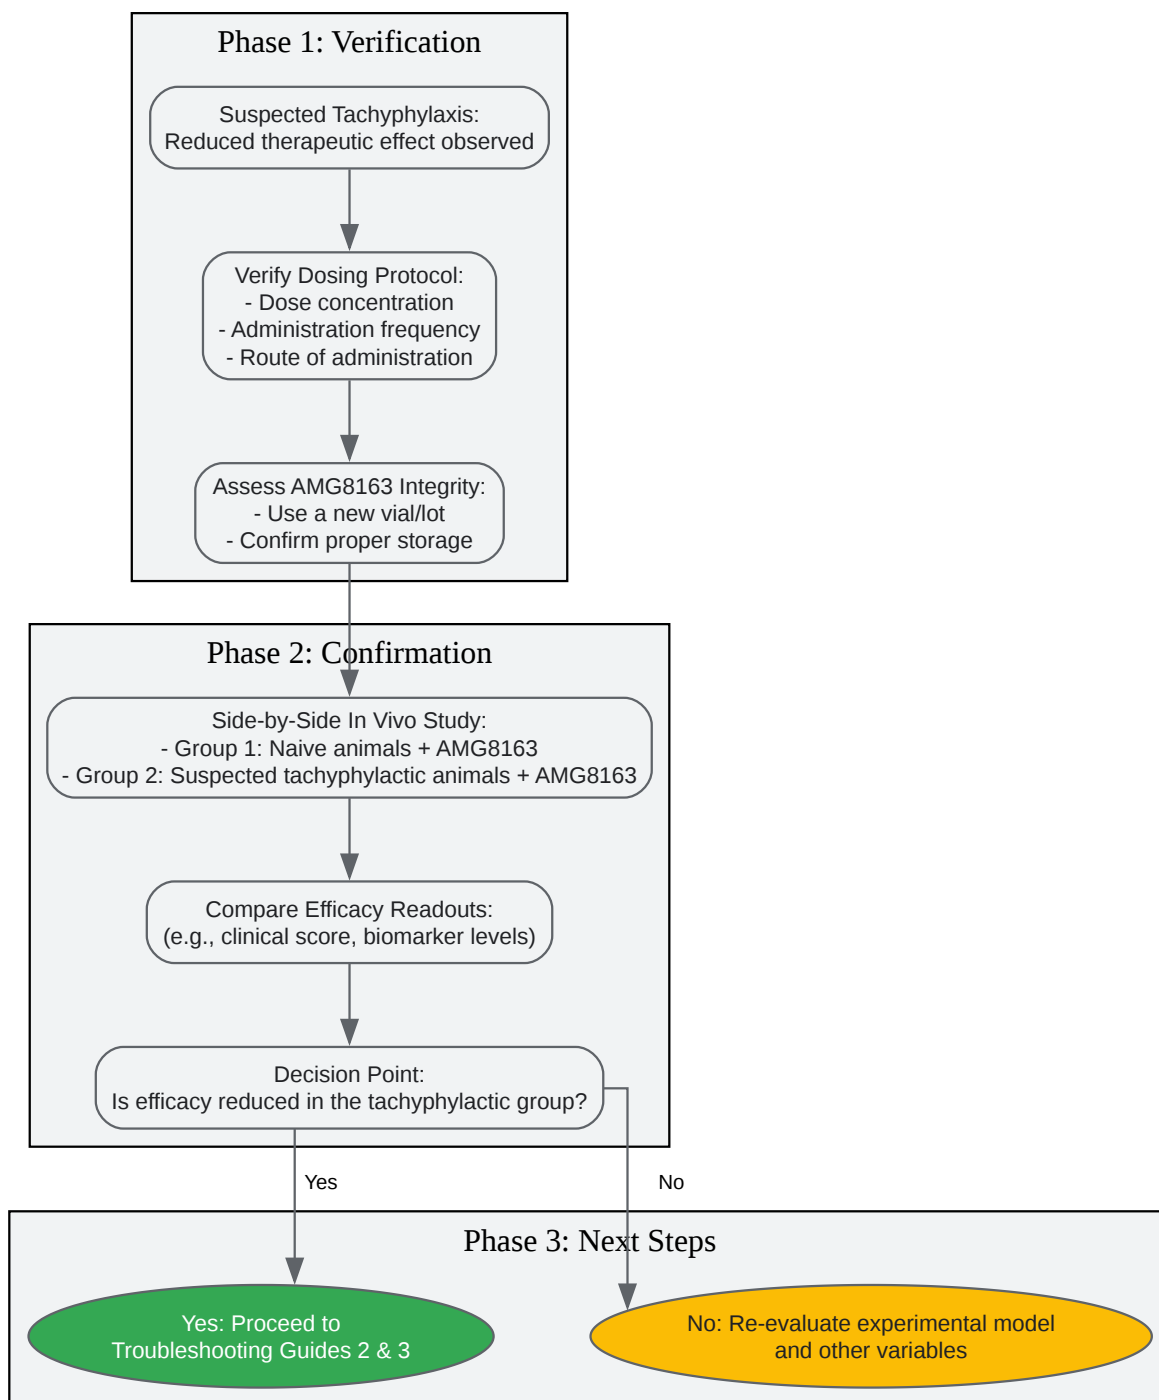 Phase 1: Verification
Suspected Tachyphylaxis:
Reduced therapeutic effect observed
Verify Dosing Protocol:
- Dose concentration
- Administration frequency
- Route of administration
Assess AMG8163 Integrity:
- Use a new vial/lot
- Confirm proper storage
Phase 2: Confirmation
Side-by-Side In Vivo Study:
- Group 1: Naive animals + AMG8163
- Group 2: Suspected tachyphylactic animals + AMG8163
Compare Efficacy Readouts:
(e.g., clinical score, biomarker levels)
Decision Point:
Is efficacy reduced in the tachyphylactic group?
Yes
No
Phase 3: Next Steps
Yes: Proceed to
Troubleshooting Guides 2 & 3
No: Re-evaluate experimental model
and other variables